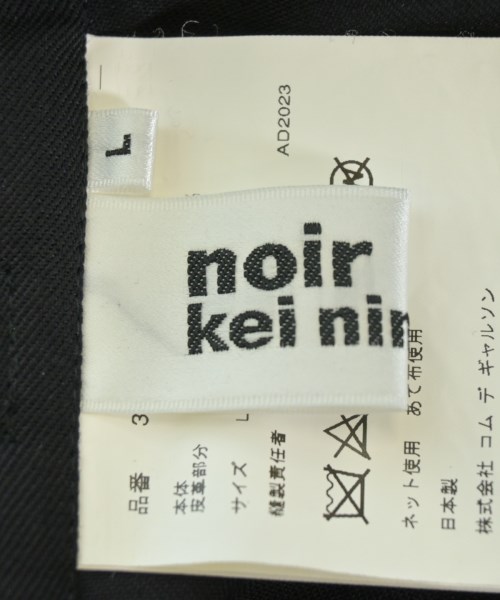 L
noir
kei nin
AD2023
品番 3
本体
皮革部分
サイズ L
縫製責任者
ネット使用 あて布使用
日本製
株式会社 コム デ ギャルソン